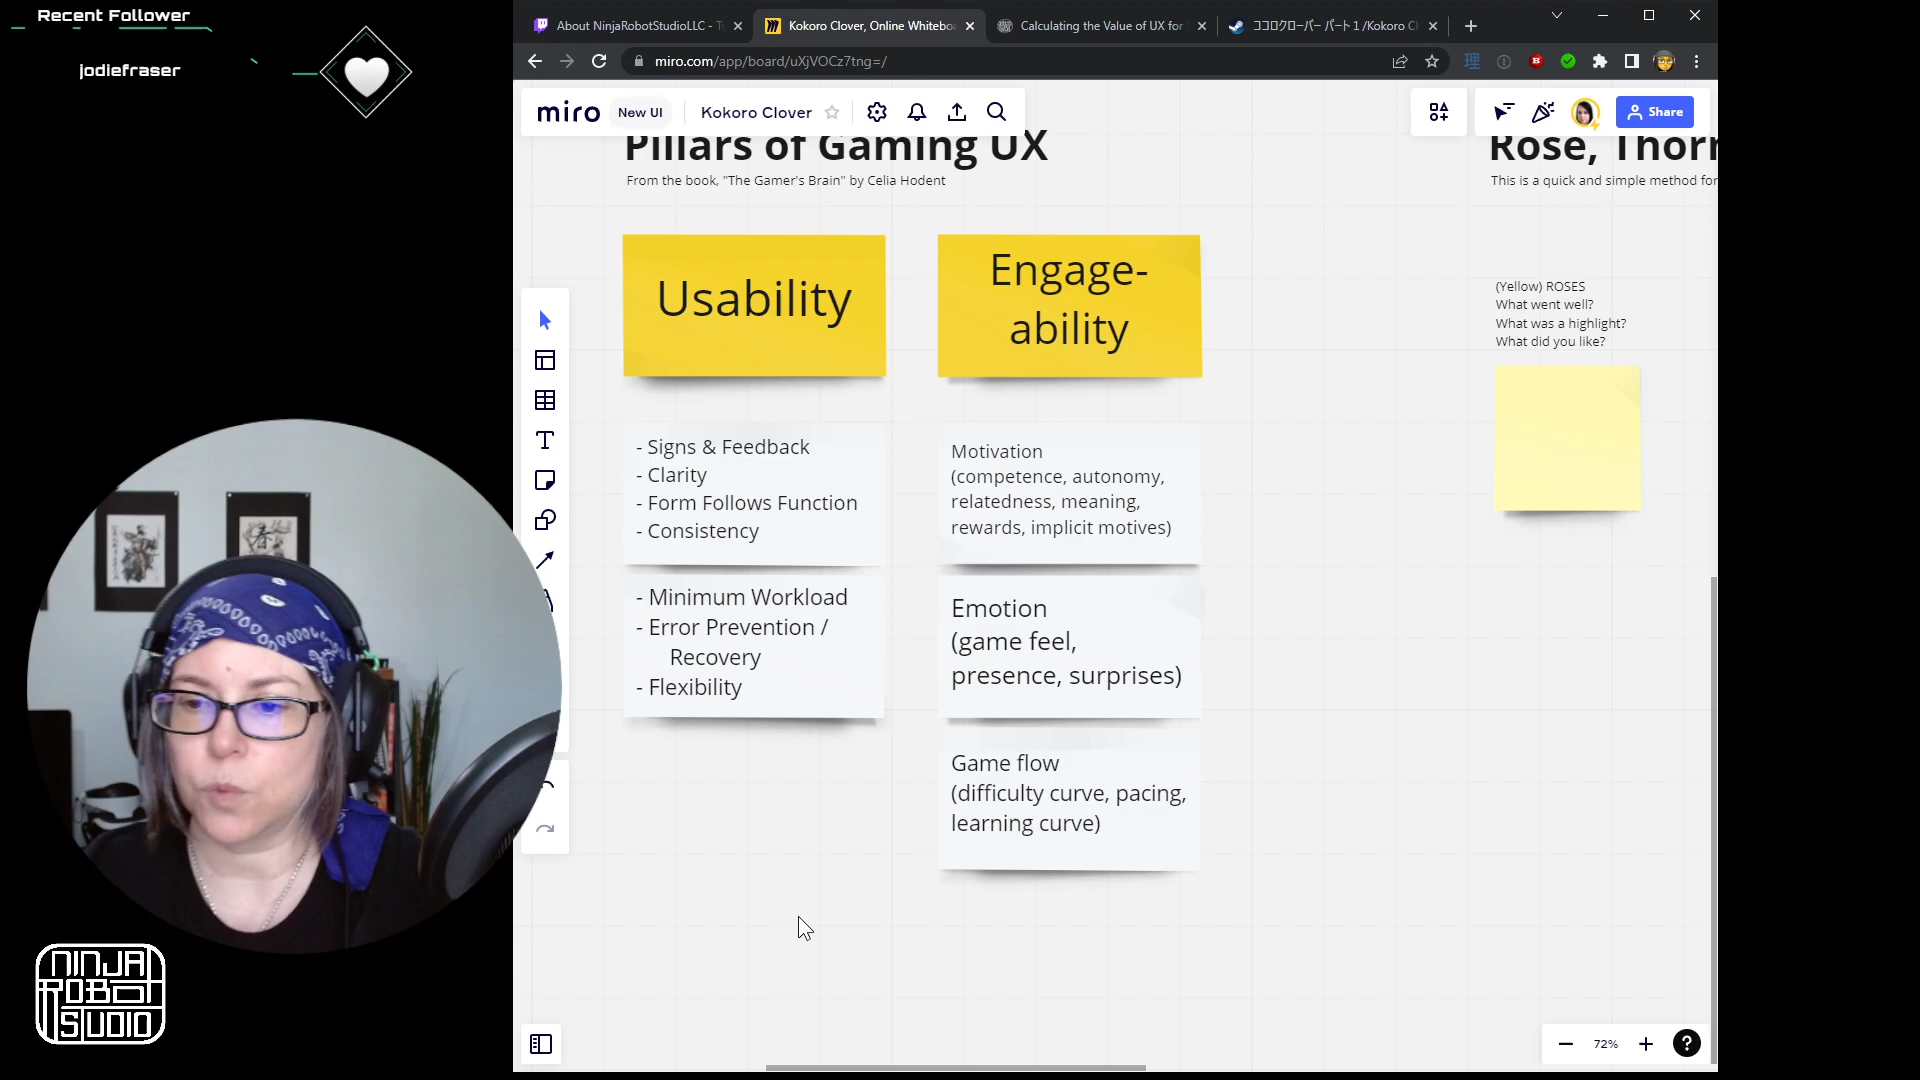 Recent Follower
jodiefraser
About NinjaRobotStudioLLC - Tw
Kokoro Clover, Online Whiteboa
Calculating the Value of UX for
ココロクローバー パート１/Kokoro Cl
miro.com/app/board/uXjVOCz7tng=/
miro
New UI
Kokoro Clover
Share
Pillars of Gaming UX
From the book, "The Gamer's Brain" by Celia Hodent
Rose, Thorn
This is a quick and simple method for
Usability
Engage-
ability
(Yellow) ROSES
What went well?
What was a highlight?
What did you like?
- Signs & Feedback
- Clarity
- Form Follows Function
- Consistency
- Minimum Workload
- Error Prevention /
Recovery
- Flexibility
Motivation
(competence, autonomy,
relatedness, meaning,
rewards, implicit motives)
Emotion
(game feel,
presence, surprises)
Game flow
(difficulty curve, pacing,
learning curve)
春
NINJA
ROBOT
STUDIO
72%